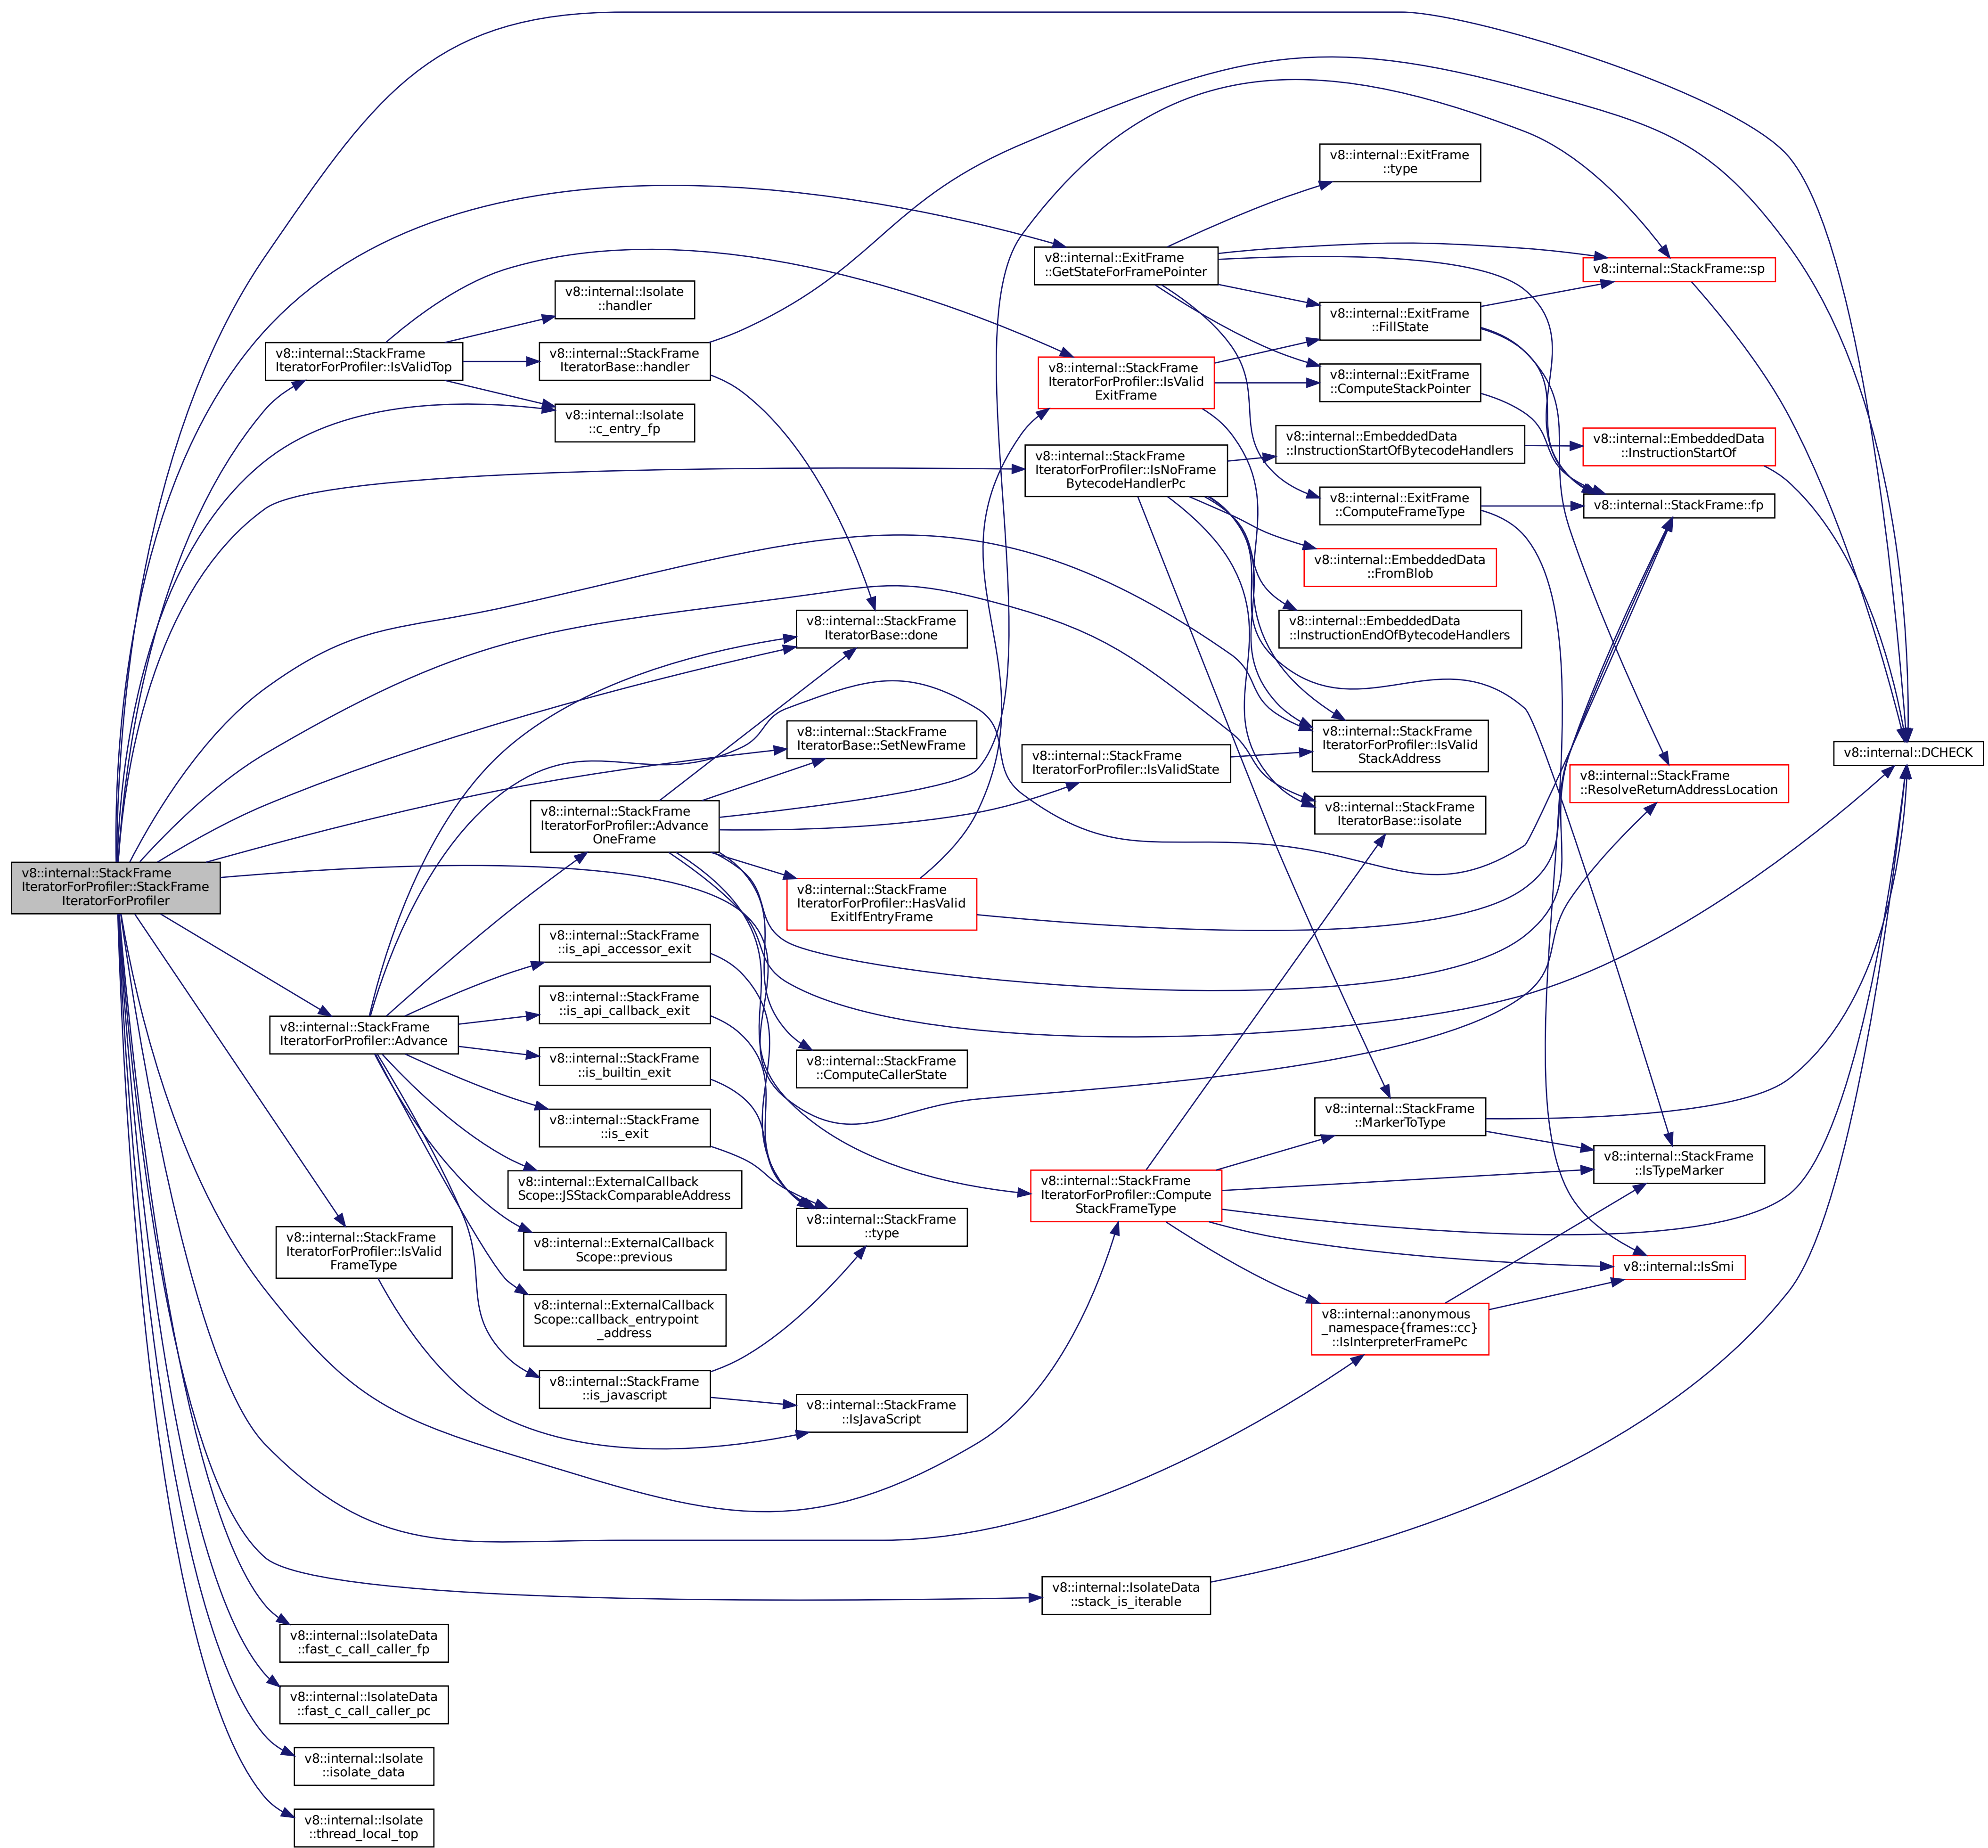 v8::internal::ExitFrame
::type
v8::internal::ExitFrame
::GetStateForFramePointer
v8::internal::StackFrame::sp
v8::internal::Isolate
::handler
v8::internal::ExitFrame
::FillState
v8::internal::StackFrame
IteratorForProfiler::IsValidTop
v8::internal::StackFrame
IteratorBase::handler
v8::internal::StackFrame
IteratorForProfiler::IsValid
ExitFrame
v8::internal::ExitFrame
::ComputeStackPointer
v8::internal::Isolate
::c_entry_fp
v8::internal::EmbeddedData
::InstructionStartOfBytecodeHandlers
v8::internal::EmbeddedData
::InstructionStartOf
v8::internal::StackFrame
IteratorForProfiler::IsNoFrame
BytecodeHandlerPc
v8::internal::ExitFrame
::ComputeFrameType
v8::internal::StackFrame::fp
v8::internal::EmbeddedData
::FromBlob
v8::internal::StackFrame
IteratorBase::done
v8::internal::EmbeddedData
::InstructionEndOfBytecodeHandlers
v8::internal::StackFrame
IteratorBase::SetNewFrame
v8::internal::StackFrame
IteratorForProfiler::IsValidState
v8::internal::StackFrame
IteratorForProfiler::IsValid
StackAddress
v8::internal::DCHECK
v8::internal::StackFrame
::ResolveReturnAddressLocation
v8::internal::StackFrame
IteratorForProfiler::Advance
OneFrame
v8::internal::StackFrame
IteratorBase::isolate
v8::internal::StackFrame
IteratorForProfiler::StackFrame
IteratorForProfiler
v8::internal::StackFrame
IteratorForProfiler::HasValid
ExitIfEntryFrame
v8::internal::StackFrame
::is_api_accessor_exit
v8::internal::StackFrame
::is_api_callback_exit
v8::internal::StackFrame
IteratorForProfiler::Advance
v8::internal::StackFrame
::is_builtin_exit
v8::internal::StackFrame
::ComputeCallerState
v8::internal::StackFrame
::is_exit
v8::internal::StackFrame
::MarkerToType
v8::internal::StackFrame
::IsTypeMarker
v8::internal::ExternalCallback
Scope::JSStackComparableAddress
v8::internal::StackFrame
IteratorForProfiler::Compute
StackFrameType
v8::internal::StackFrame
::type
v8::internal::StackFrame
IteratorForProfiler::IsValid
FrameType
v8::internal::ExternalCallback
Scope::previous
v8::internal::IsSmi
v8::internal::ExternalCallback
Scope::callback_entrypoint
_address
v8::internal::anonymous
_namespace{frames::cc}
::IsInterpreterFramePc
v8::internal::StackFrame
::is_javascript
v8::internal::StackFrame
::IsJavaScript
v8::internal::IsolateData
::stack_is_iterable
v8::internal::IsolateData
::fast_c_call_caller_fp
v8::internal::IsolateData
::fast_c_call_caller_pc
v8::internal::Isolate
::isolate_data
v8::internal::Isolate
::thread_local_top